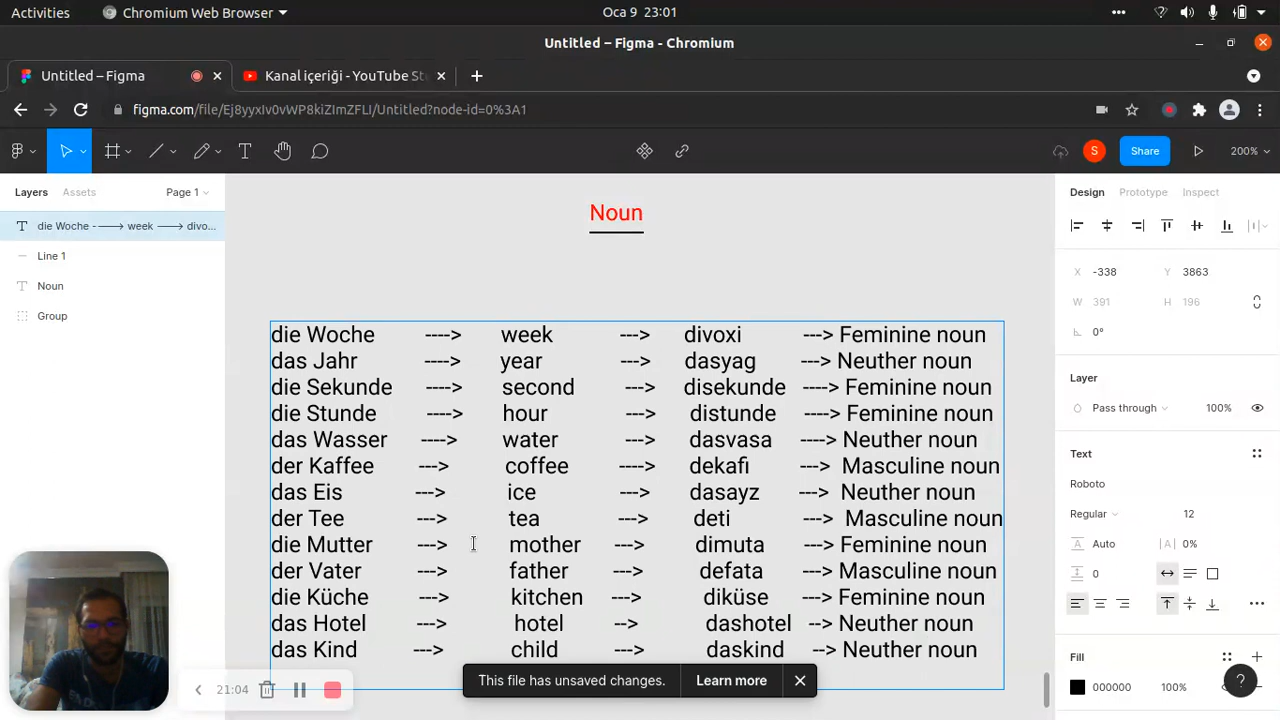 Activities Chromium Web Browser Oca 9 23:01
Untitled – Figma - Chromium
Untitled – Figma Kanal içeriği - YouTube St
figma.com/file/Ej8yyxIv0vWP8kiZImZFLI/Untitled?node-id=0%3A1
S Share 200%
Layers Assets Page 1
die Woche ----> week ---> divo...
Line 1
Noun
Group
Noun
die Woche ----> week ---> divoxi ---> Feminine noun
das Jahr ----> year ---> dasyag ---> Neuther noun
die Sekunde ----> second ---> disekunde ----> Feminine noun
die Stunde ----> hour ---> distunde ----> Feminine noun
das Wasser ----> water ---> dasvasa ----> Neuther noun
der Kaffee ---> coffee ----> dekafi ---> Masculine noun
das Eis ---> ice ---> dasayz ---> Neuther noun
der Tee ---> tea ---> deti ---> Masculine noun
die Mutter ---> mother ---> dimuta ---> Feminine noun
der Vater ---> father ---> defata ---> Masculine noun
die Küche ---> kitchen ---> diküse ---> Feminine noun
das Hotel ---> hotel --> dashotel --> Neuther noun
das Kind ---> child ---> daskind --> Neuther noun
This file has unsaved changes. Learn more
21:04
Design Prototype Inspect
X -338 Y 3863
W 391 H 196
0°
Layer
Pass through 100%
Text
Roboto
Regular 12
A Auto |A| 0%
0
Fill
000000 100%
?